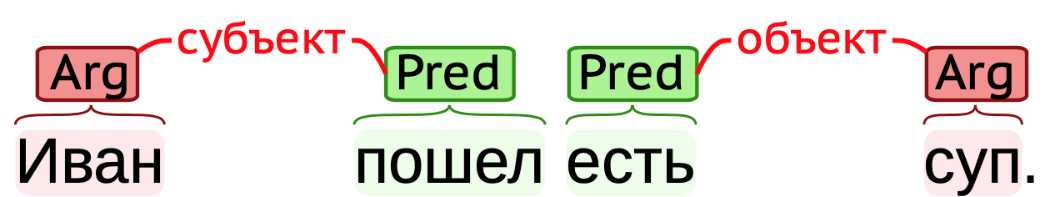 субъект объект
Arg Pred Pred Arg
Иван пошел есть суп.